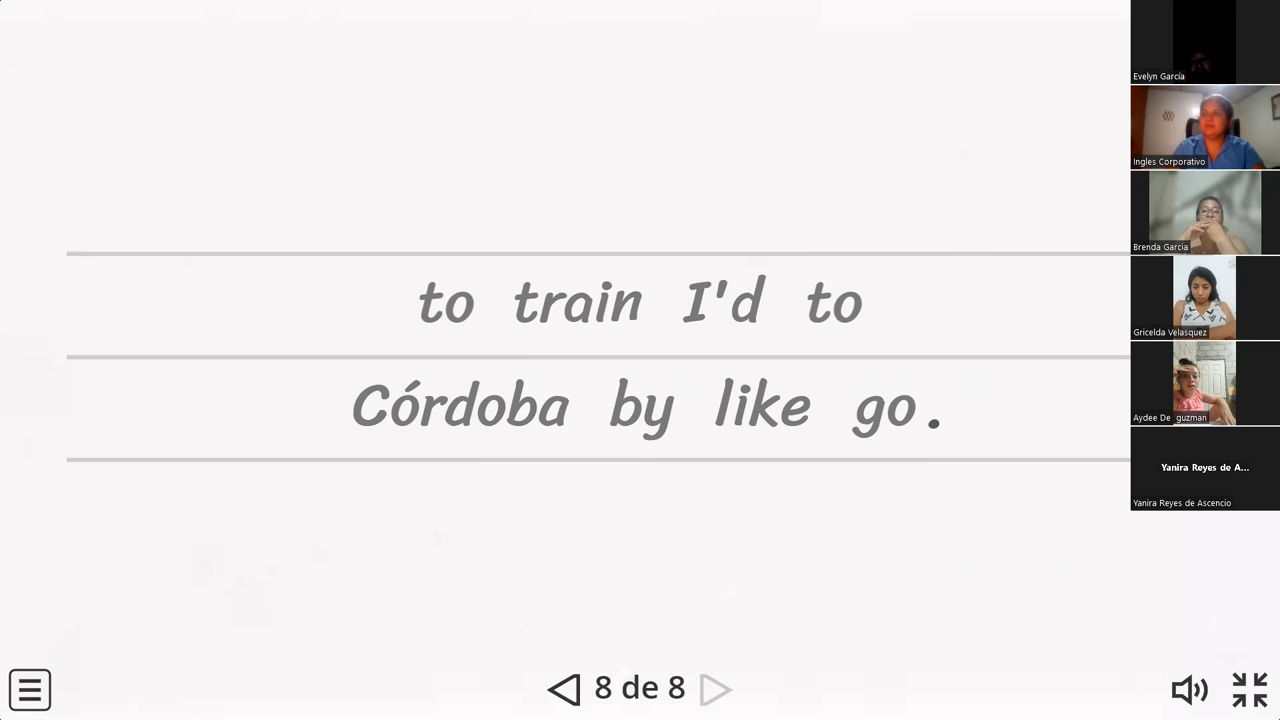 to train I'd to
Córdoba by like go.
8 de 8
Evelyn García
Ingles Corporativo
Brenda Garcia
Gricelda Velasquez
Aydee De guzman
Yanira Reyes de A...
Yanira Reyes de Ascencio